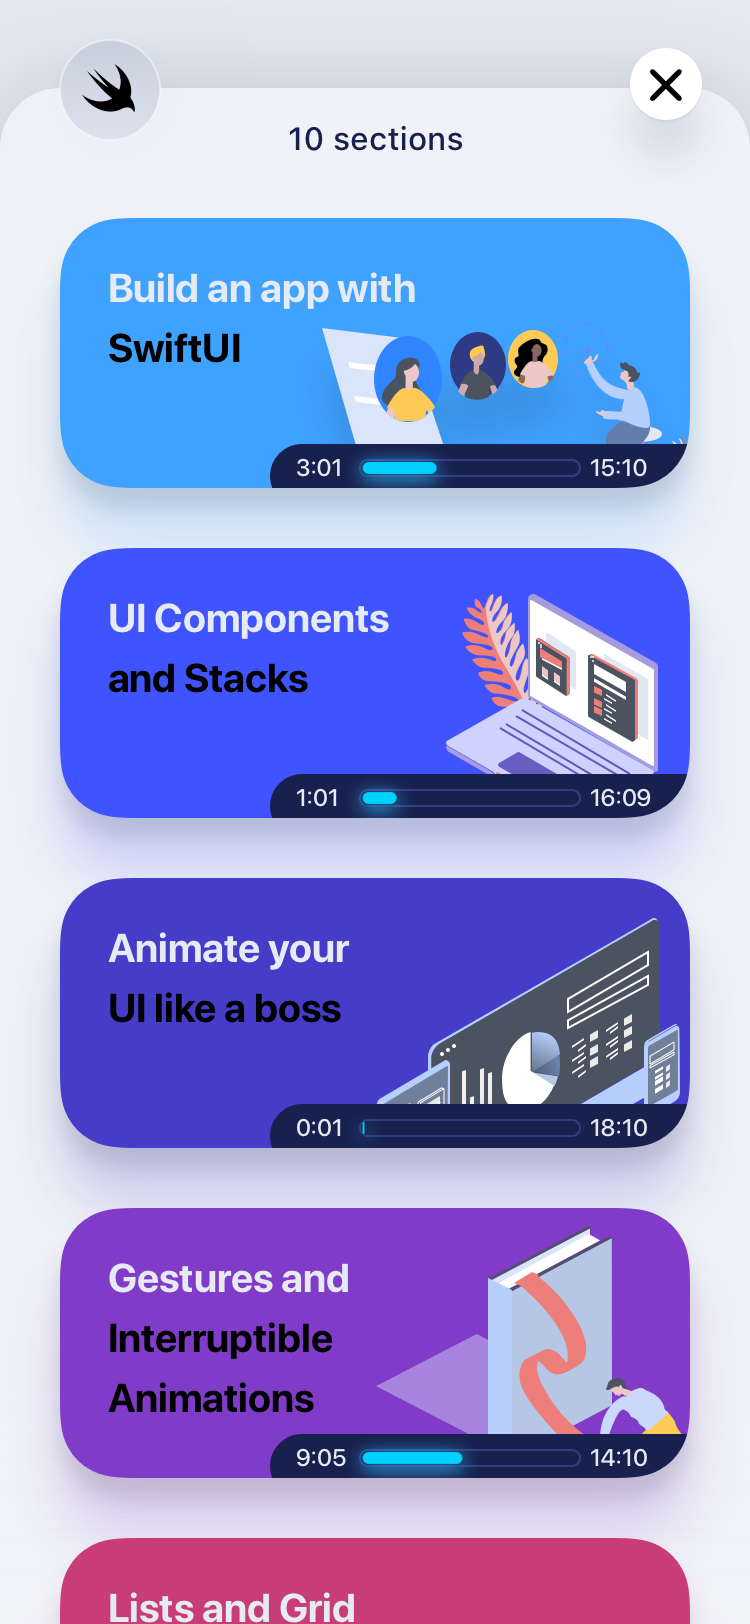 10 sections
Build an app with
SwiftUI
3:01 15:10
UI Components
and Stacks
1:01 16:09
Animate your
UI like a boss
0:01 18:10
Gestures and
Interruptible
Animations
9:05 14:10
Lists and Grid